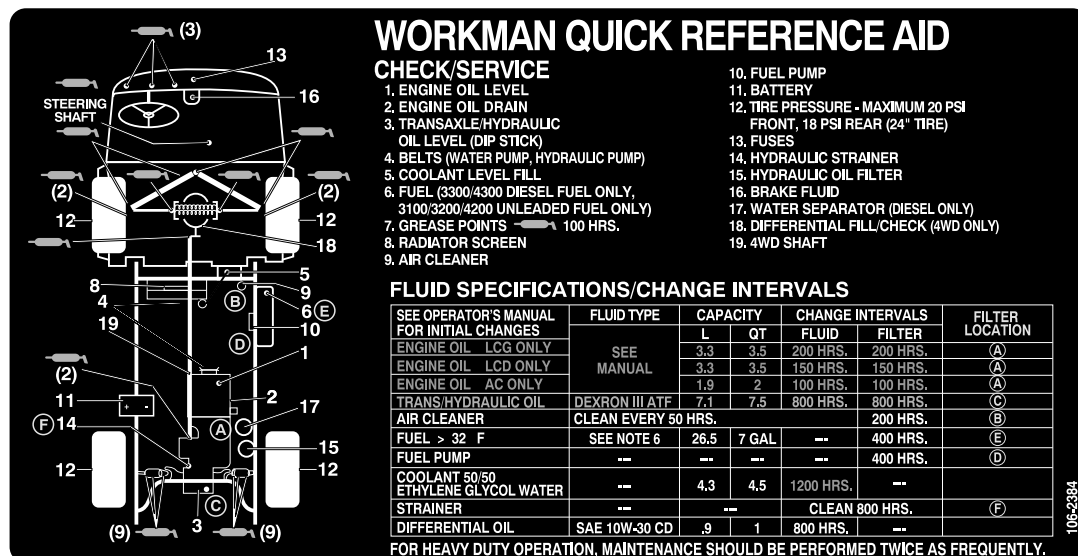 WORKMAN QUICK REFERENCE AID
CHECK/SERVICE
1. ENGINE OIL LEVEL
2. ENGINE OIL DRAIN
3. TRANSAXLE/HYDRAULIC
OIL LEVEL (DIP STICK)
4. BELTS (WATER PUMP, HYDRAULIC PUMP)
5. COOLANT LEVEL FILL
6. FUEL (3300/4300 DIESEL FUEL ONLY,
3100/3200/4200 UNLEADED FUEL ONLY)
7. GREASE POINTS 100 HRS.
8. RADIATOR SCREEN
9. AIR CLEANER
10. FUEL PUMP
11. BATTERY
12. TIRE PRESSURE - MAXIMUM 20 PSI
FRONT, 18 PSI REAR (24" TIRE)
13. FUSES
14. HYDRAULIC STRAINER
15. HYDRAULIC OIL FILTER
16. BRAKE FLUID
17. WATER SEPARATOR (DIESEL ONLY)
18. DIFFERENTIAL FILL/CHECK (4WD ONLY)
19. 4WD SHAFT
(3)
13
16
STEERING
SHAFT
(2) (2)
12 12
18
5
8 9
B
4 6 E
10
D
19
1
(2)
11 + - 2
17
F 14 A
15
12 12
C
3
(9) (9)
FLUID SPECIFICATIONS/CHANGE INTERVALS
SEE OPERATOR'S MANUAL FLUID TYPE CAPACITY CHANGE INTERVALS FILTER
FOR INITIAL CHANGES L QT FLUID FILTER LOCATION
ENGINE OIL LCG ONLY SEE 3.3 3.5 200 HRS. 200 HRS. A
ENGINE OIL LCD ONLY MANUAL 3.3 3.5 150 HRS. 150 HRS. A
ENGINE OIL AC ONLY 1.9 2 100 HRS. 100 HRS. A
TRANS/HYDRAULIC OIL DEXRON III ATF 7.1 7.5 800 HRS. 800 HRS. C
AIR CLEANER CLEAN EVERY 50 HRS. 200 HRS. B
FUEL > 32 F SEE NOTE 6 26.5 7 GAL --- 400 HRS. E
FUEL PUMP -- -- -- --- 400 HRS. D
COOLANT 50/50
ETHYLENE GLYCOL WATER -- 4.3 4.5 1200 HRS. ---
STRAINER -- -- CLEAN 800 HRS. F
DIFFERENTIAL OIL SAE 10W-30 CD .9 1 800 HRS. ---
FOR HEAVY DUTY OPERATION, MAINTENANCE SHOULD BE PERFORMED TWICE AS FREQUENTLY.
106-2384